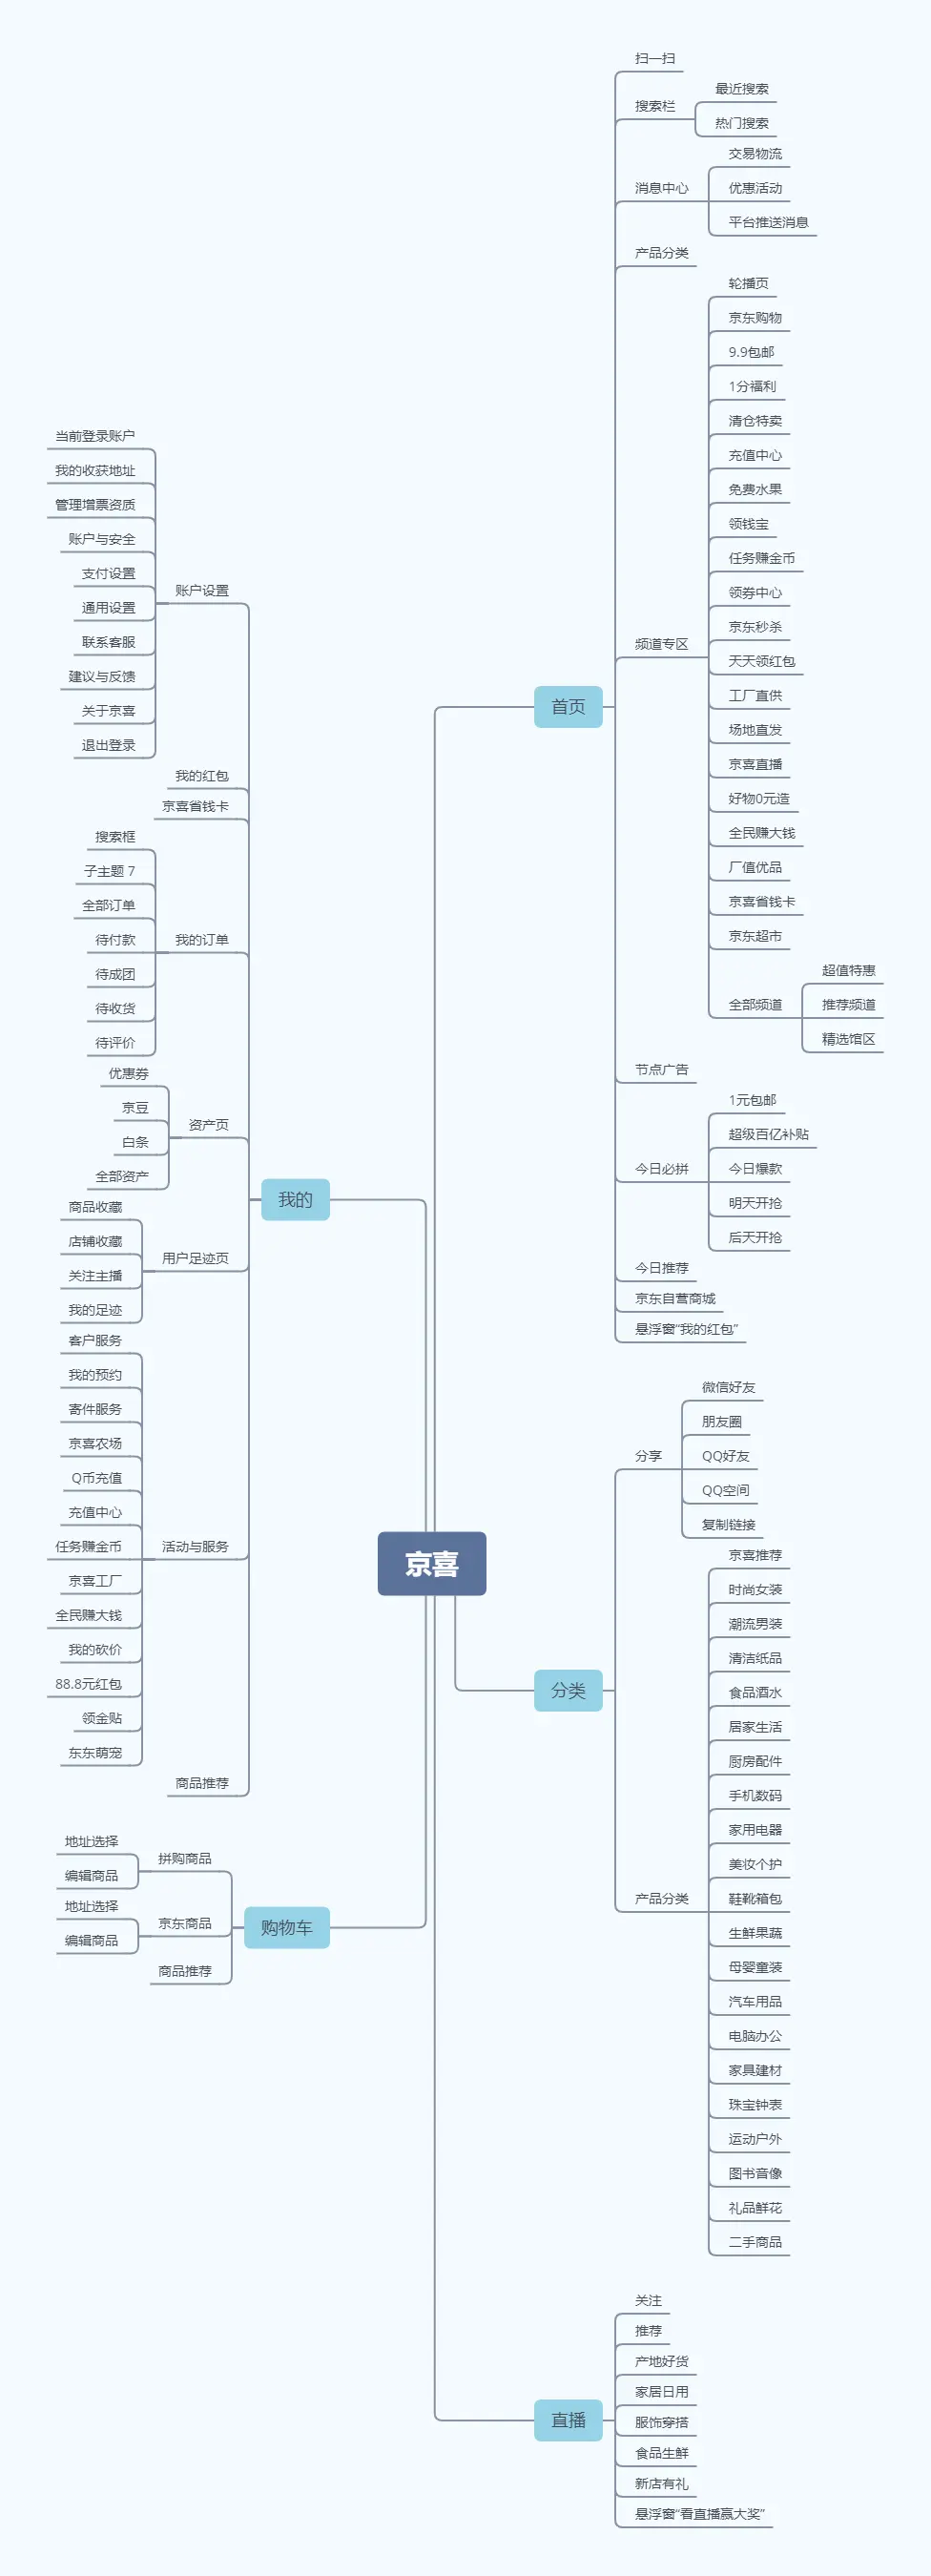 京喜
首页
扫一扫
搜索栏
最近搜索
热门搜索
消息中心
交易物流
优惠活动
平台推送消息
产品分类
频道专区
轮播页
京东购物
9.9包邮
1分福利
清仓特卖
充值中心
免费水果
领钱宝
任务赚金币
领券中心
京东秒杀
天天领红包
工厂直供
场地直发
京喜直播
好物0元造
全民赚大钱
厂值优品
京喜省钱卡
京东超市
全部频道
超值特惠
推荐频道
精选馆区
节点广告
今日必拼
1元包邮
超级百亿补贴
今日爆款
明天开抢
后天开抢
今日推荐
京东自营商城
悬浮窗“我的红包”
分类
分享
微信好友
朋友圈
QQ好友
QQ空间
复制链接
产品分类
京喜推荐
时尚女装
潮流男装
清洁纸品
食品酒水
居家生活
厨房配件
手机数码
家用电器
美妆个护
鞋靴箱包
生鲜果蔬
母婴童装
汽车用品
电脑办公
家具建材
珠宝钟表
运动户外
图书音像
礼品鲜花
二手商品
直播
关注
推荐
产地好货
家居日用
服饰穿搭
食品生鲜
新店有礼
悬浮窗“看直播赢大奖”
我的
账户设置
当前登录账户
我的收获地址
管理增票资质
账户与安全
支付设置
通用设置
联系客服
建议与反馈
关于京喜
退出登录
我的红包
京喜省钱卡
我的订单
搜索框
子主题 7
全部订单
待付款
待成团
待收货
待评价
资产页
优惠券
京豆
白条
全部资产
用户足迹页
商品收藏
店铺收藏
关注主播
我的足迹
活动与服务
客户服务
我的预约
寄件服务
京喜农场
Q币充值
充值中心
任务赚金币
京喜工厂
全民赚大钱
我的砍价
88.8元红包
领金贴
东东萌宠
商品推荐
购物车
拼购商品
地址选择
编辑商品
京东商品
地址选择
编辑商品
商品推荐